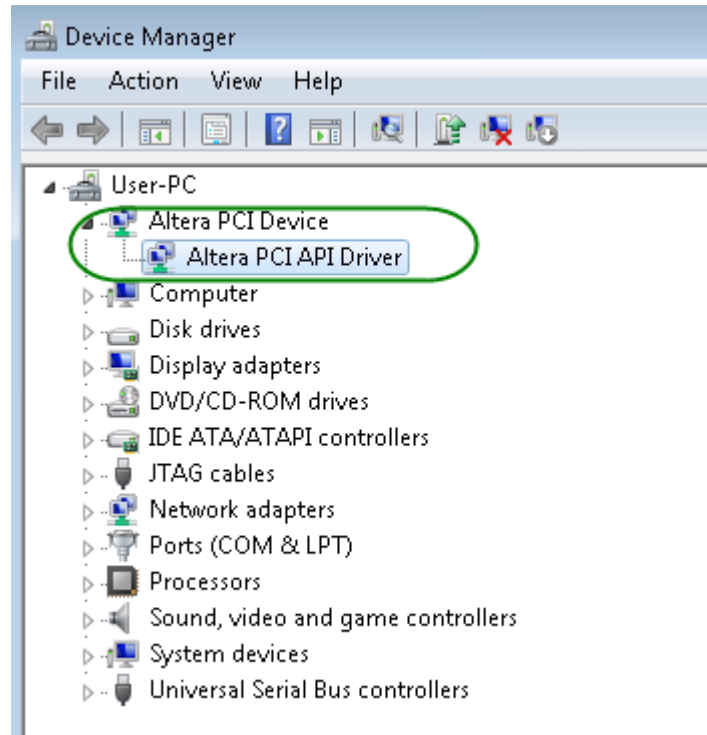 Device Manager
File Action View Help
?
User-PC
Altera PCI Device
Altera PCI API Driver
Computer
Disk drives
Display adapters
DVD/CD-ROM drives
IDE ATA/ATAPI controllers
JTAG cables
Network adapters
Ports (COM & LPT)
Processors
Sound, video and game controllers
System devices
Universal Serial Bus controllers